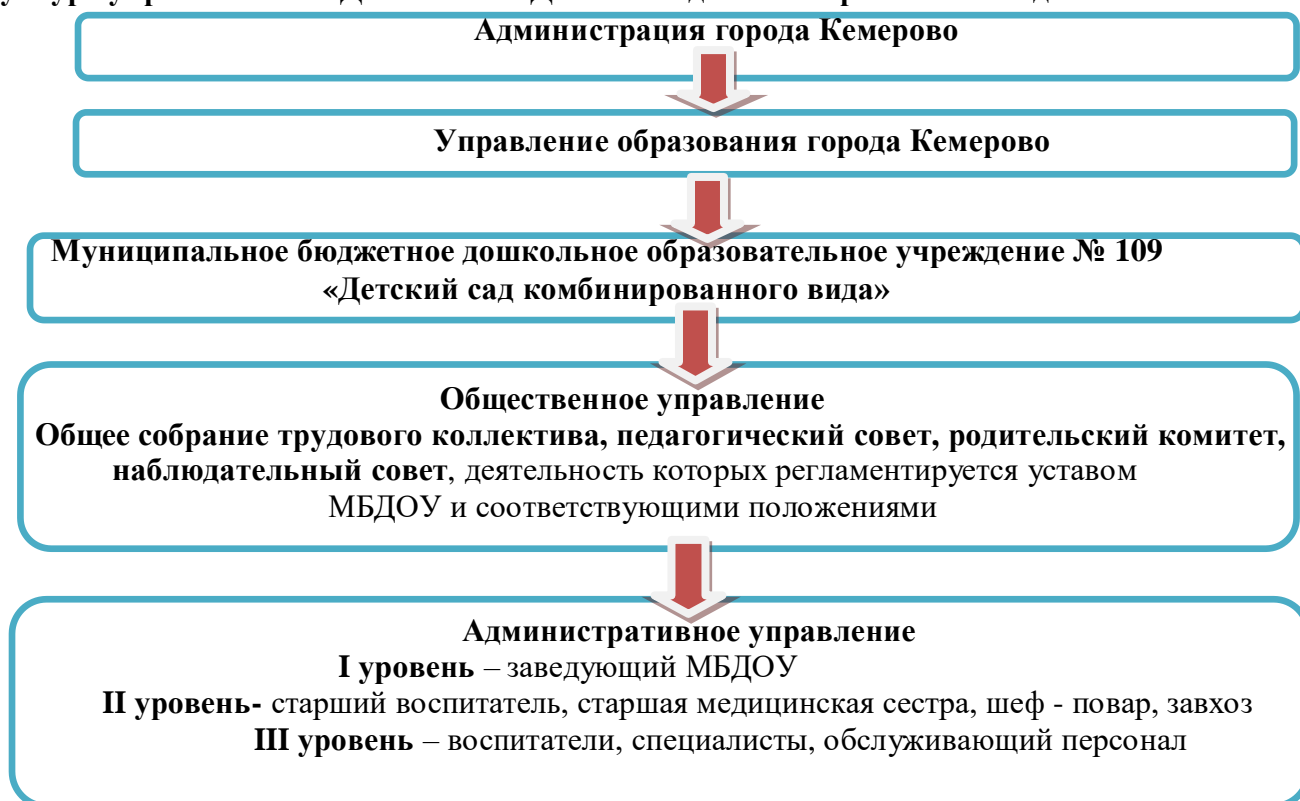 Администрация города Кемерово
Управление образования города Кемерово
Муниципальное бюджетное дошкольное образовательное учреждение № 109
«Детский сад комбинированного вида»
Общественное управление
Общее собрание трудового коллектива, педагогический совет, родительский комитет,
наблюдательный совет, деятельность которых регламентируется уставом
МБДОУ и соответствующими положениями
Административное управление
I уровень – заведующий МБДОУ
II уровень- старший воспитатель, старшая медицинская сестра, шеф - повар, завхоз
III уровень – воспитатели, специалисты, обслуживающий персонал